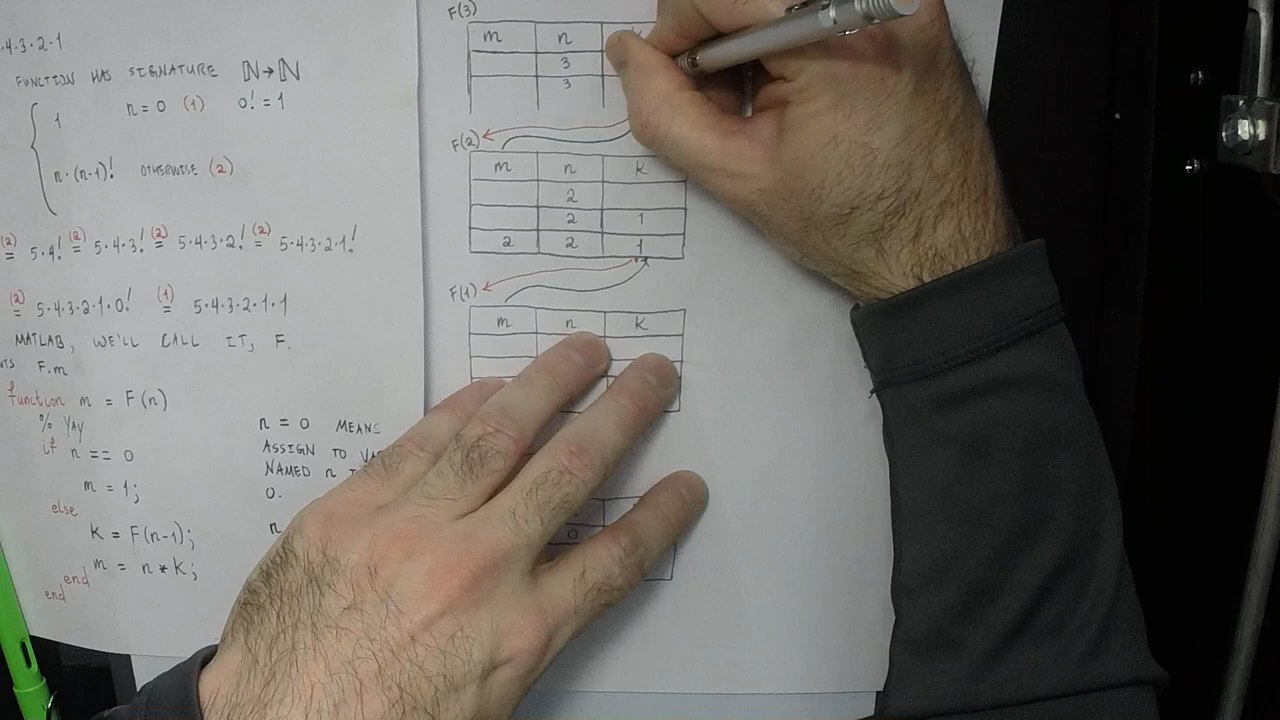 4·3·2·1
FUNCTION HAS SIGNATURE ℕ→ℕ
1 n = 0 (1) 0! = 1
n·(n-1)! OTHERWISE (2)
(2) = 5·4! (2) = 5·4·3! (2) = 5·4·3·2! (2) = 5·4·3·2·1!
(2) = 5·4·3·2·1·0! (1) = 5·4·3·2·1·1
MATLAB, WE'LL CALL IT, F.
F.m
function m = F(n)
% YAY
if n == 0
m = 1;
else
K = F(n-1);
m = n * K;
end
end
n = 0 MEANS
ASSIGN TO
NAMED n
0.
n
F(3)
m n
3
3
F(2)
m n K
2
2 1
2 2 1
F(1)
m n K
0